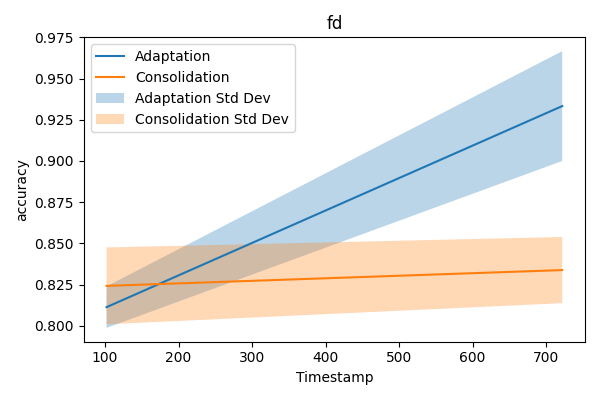 fd
0.975
0.950
0.925
0.900
0.875
0.850
0.825
0.800
accuracy
Adaptation
Consolidation
Adaptation Std Dev
Consolidation Std Dev
100 200 300 400 500 600 700
Timestamp